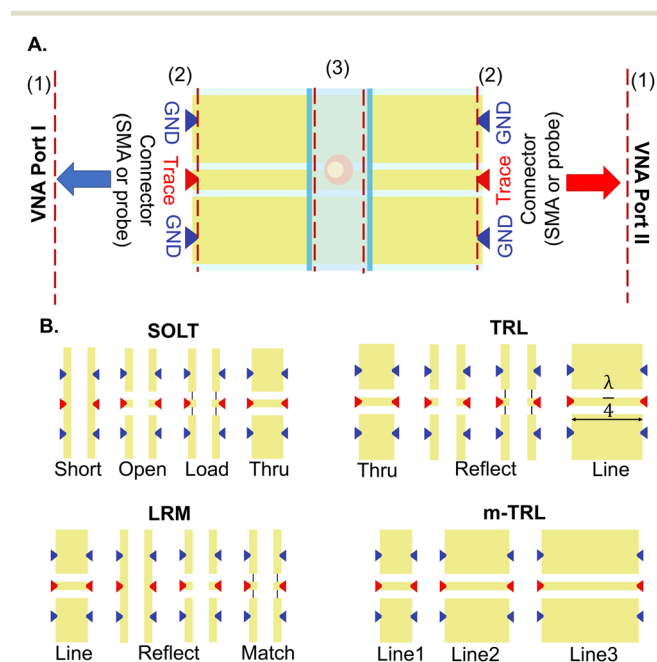 A.
(1)
(2)
(3)
(2)
(1)
VNA Port I
Connector
(SMA or probe)
GND
Trace
GND
GND
Trace
GND
Connector
(SMA or probe)
VNA Port II
B.
SOLT
Short
Open
Load
Thru
TRL
λ
4
Thru
Reflect
Line
LRM
Line
Reflect
Match
m-TRL
Line1
Line2
Line3